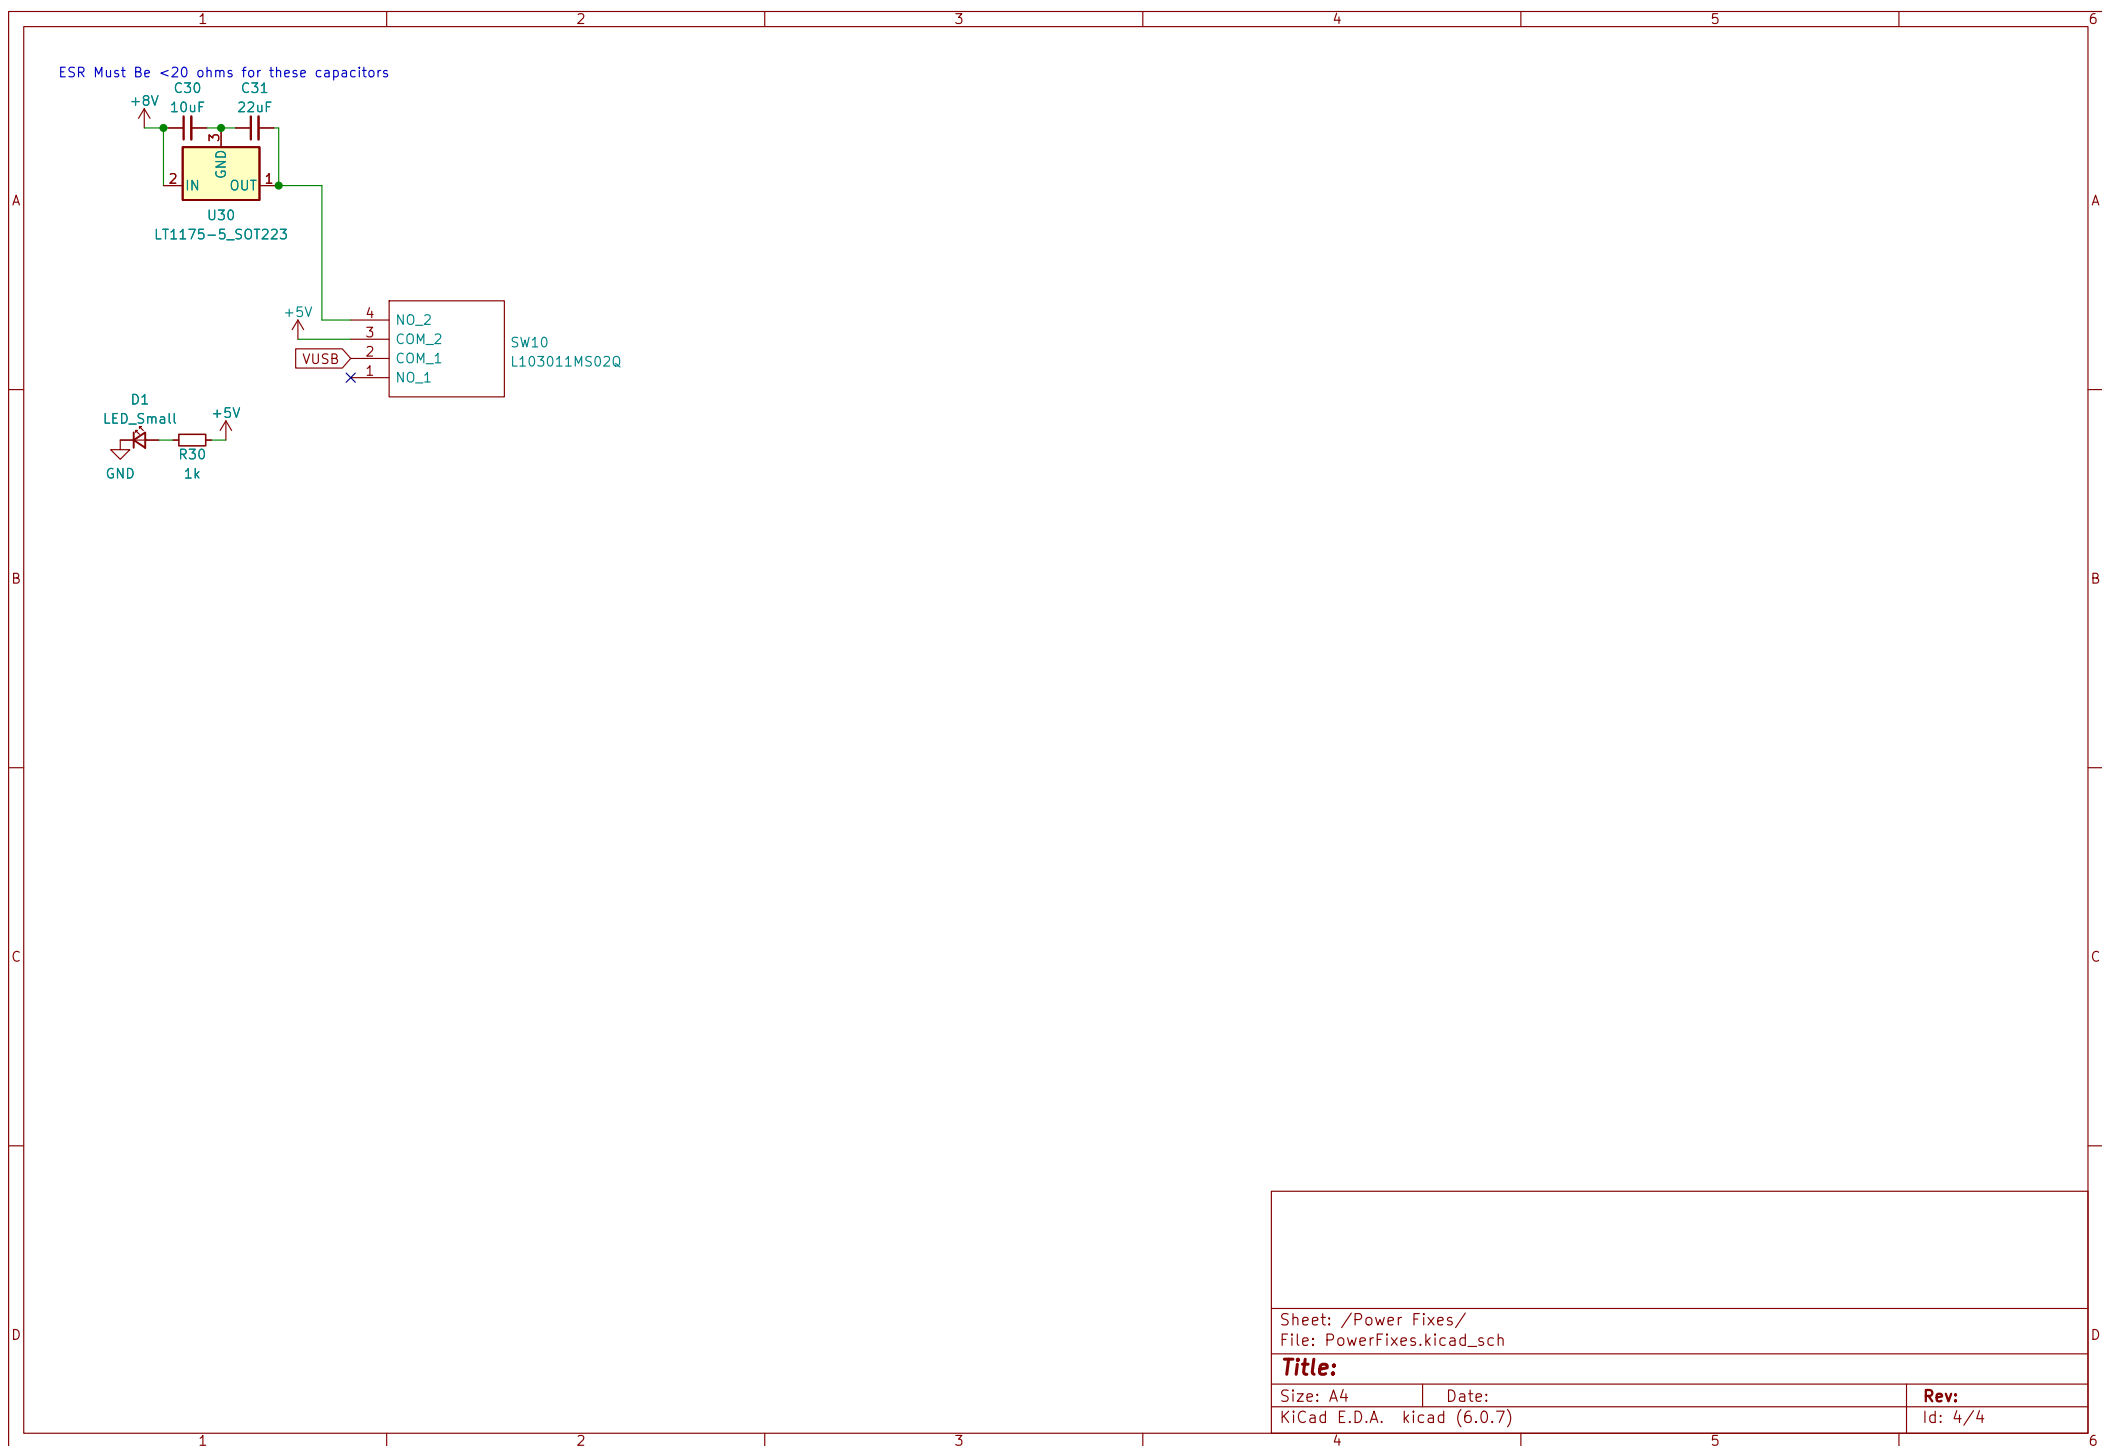 1 2 3 4 5 6
ESR Must Be <20 ohms for these capacitors
C30 C31
+8V 10uF 22uF
3
GND
2 IN OUT 1
A A
U30
LT1175-5_SOT223
+5V
4 NO_2
3 COM_2
VUSB 2 COM_1
1 NO_1
SW10
L103011MS02Q
D1
LED_Small
+5V
R30
GND 1k
B B
C C
D D
Sheet: /Power Fixes/
File: PowerFixes.kicad_sch
Title:
Size: A4 Date: Rev:
KiCad E.D.A. kicad (6.0.7) Id: 4/4
1 2 3 4 5 6